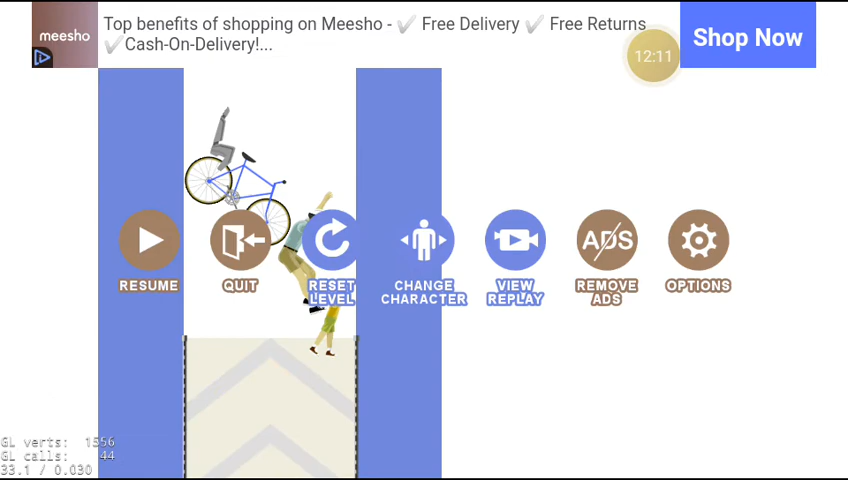 meesho
Top benefits of shopping on Meesho - ✓ Free Delivery ✓ Free Returns
✓Cash-On-Delivery!...
12:11
Shop Now
RESUME
QUIT
RESET
LEVEL
CHANGE
CHARACTER
VIEW
REPLAY
ADS
REMOVE
ADS
OPTIONS
GL verts: 1556
GL calls: 44
33.1 / 0.030